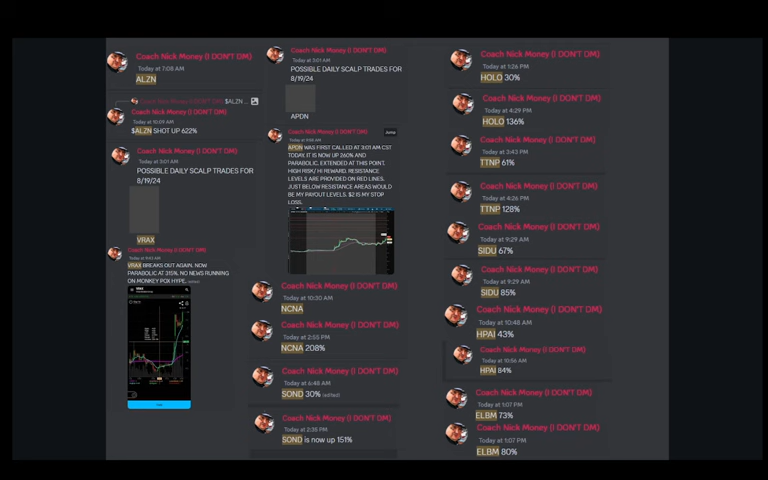 Coach Nick Money (I DON'T DM)
Today at 7:08 AM
ALZN
Coach Nick Money (I DON'T DM) $ALZN ...
Coach Nick Money (I DON'T DM)
Today at 10:09 AM
$ALZN SHOT UP 622%
Coach Nick Money (I DON'T DM)
Today at 3:01 AM
POSSIBLE DAILY SCALP TRADES FOR
8/19/24
VRAX
Coach Nick Money (I DON'T DM)
VRAX BREAKS OUT AGAIN. NOW
PARABOLIC AT 315%. NO NEWS RUNNING
ON MONKEY POX HYPE. (edited)
Coach Nick Money (I DON'T DM)
Today at 3:01 AM
POSSIBLE DAILY SCALP TRADES FOR
8/19/24
APDN
Coach Nick Money (I DON'T DM)
APDN WAS FIRST CALLED AT 3:01 AM CST
TODAY. IT IS NOW UP 260% AND
PARABOLIC, EXTENDED AT THIS POINT.
HIGH RISK/ HI REWARD. RESISTANCE
LEVELS ARE PROVIDED ON RED LINES.
JUST BELOW RESISTANCE AREAS WOULD
BE MY PAYOUT LEVELS. $2 IS MY STOP
LOSS.
Coach Nick Money (I DON'T DM)
Today at 10:30 AM
NCNA
Coach Nick Money (I DON'T DM)
Today at 2:55 PM
NCNA 208%
Coach Nick Money (I DON'T DM)
Today at 6:48 AM
SOND 30% (edited)
Coach Nick Money (I DON'T DM)
Today at 2:35 PM
SOND is now up 151%
Coach Nick Money (I DON'T DM)
Today at 1:26 PM
HOLO 30%
Coach Nick Money (I DON'T DM)
Today at 4:29 PM
HOLO 136%
Coach Nick Money (I DON'T DM)
Today at 3:43 PM
TTNP 61%
Coach Nick Money (I DON'T DM)
Today at 4:26 PM
TTNP 128%
Coach Nick Money (I DON'T DM)
Today at 9:29 AM
SIDU 67%
Coach Nick Money (I DON'T DM)
Today at 9:29 AM
SIDU 85%
Coach Nick Money (I DON'T DM)
Today at 10:48 AM
HPAI 43%
Coach Nick Money (I DON'T DM)
Today at 10:56 AM
HPAI 84%
Coach Nick Money (I DON'T DM)
Today at 1:07 PM
ELBM 73%
Coach Nick Money (I DON'T DM)
Today at 1:07 PM
ELBM 80%